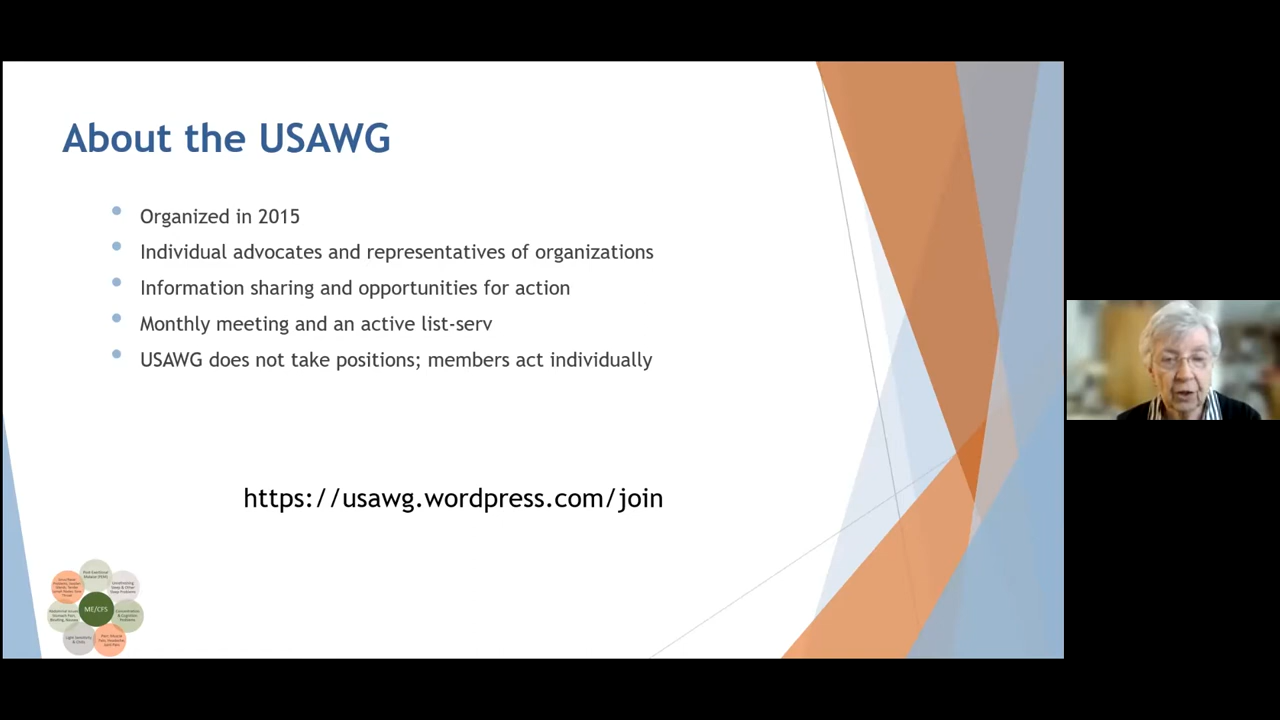 About the USAWG
Organized in 2015
Individual advocates and representatives of organizations
Information sharing and opportunities for action
Monthly meeting and an active list-serv
USAWG does not take positions; members act individually
https://usawg.wordpress.com/join
ME/CFS